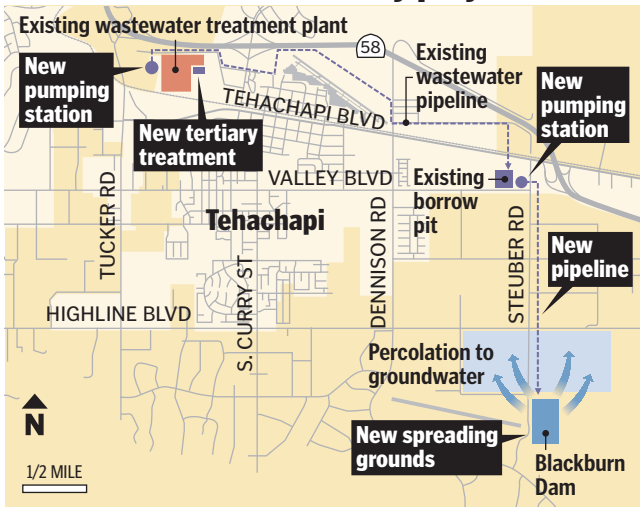 Existing wastewater treatment plant
58
New
pumping
station
New tertiary
treatment
TEHACHAPI BLVD
Existing
wastewater
pipeline
New
pumping
station
VALLEY BLVD
Existing
borrow
pit
Tehachapi
TUCKER RD
S. CURRY ST
DENNISON RD
STEUBER RD
New
pipeline
HIGHLINE BLVD
Percolation to
groundwater
N
1/2 MILE
New spreading
grounds
Blackburn
Dam